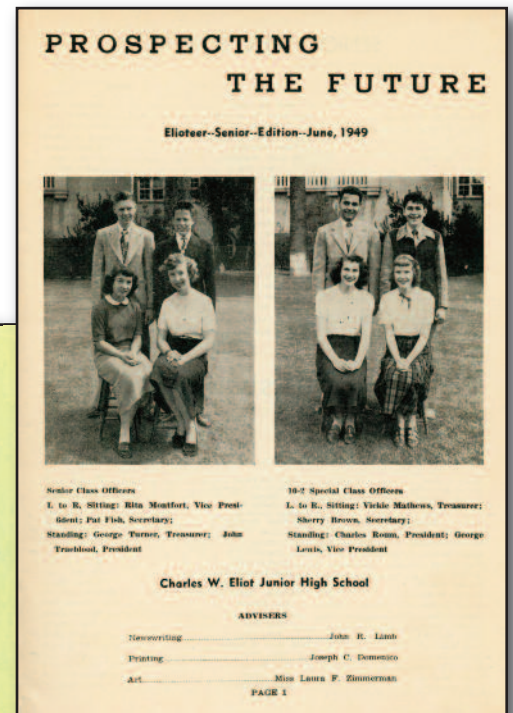 PROSPECTING
THE FUTURE
Elioteer--Senior--Edition--June, 1949
Senior Class Officers
L to R, Sitting: Rita Montfort, Vice Presi-
dent; Pat Fish, Secretary;
Standing: George Turner, Treasurer; John
Trueblood, President
10-2 Special Class Officers
L. to R., Sitting: Vickie Mathews, Treasurer;
Sherry Brown, Secretary;
Standing: Charles Roum, President; George
Lewis, Vice President
Charles W. Eliot Junior High School
ADVISERS
Newswriting John R. Limb
Printing Joseph C. Domenico
Art Miss Laura F. Zimmerman
PAGE 1